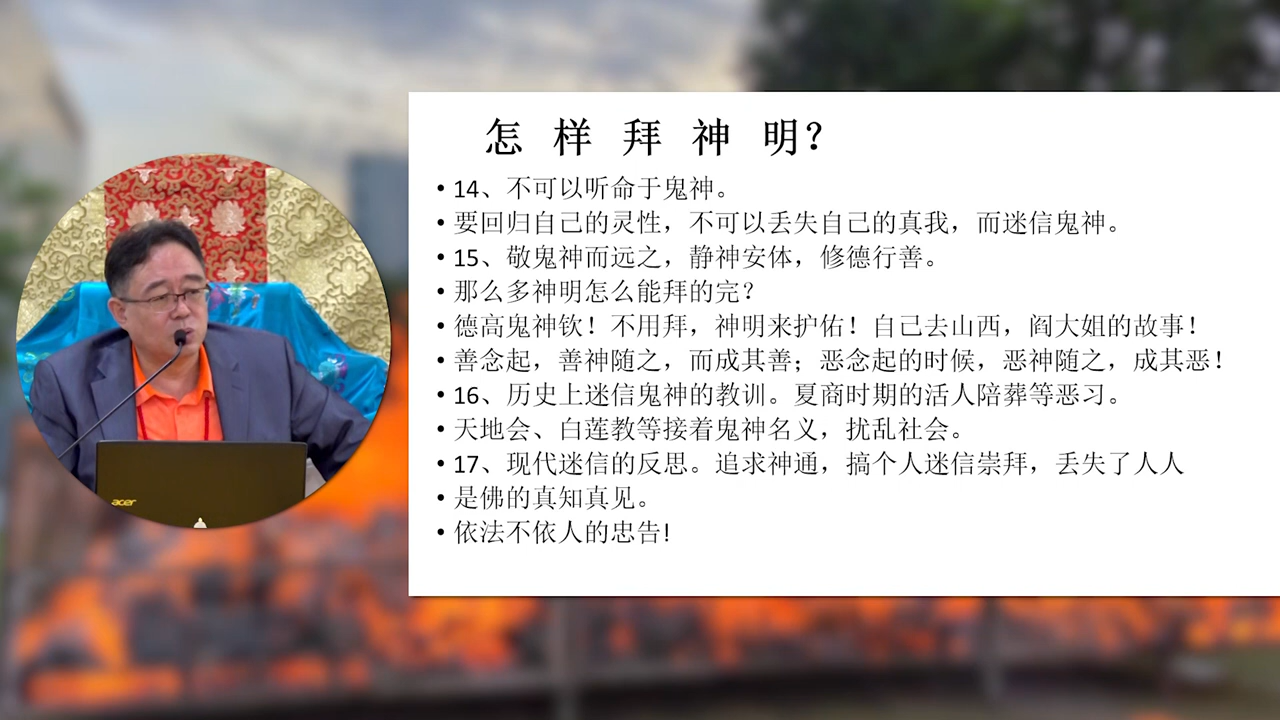 怎样拜神明？
• 14、不可以听命于鬼神。
• 要回归自己的灵性，不可以丢失自己的真我，而迷信鬼神。
• 15、敬鬼神而远之，静神安体，修德行善。
• 那么多神明怎么能拜的完？
• 德高鬼神钦！不用拜，神明来护佑！自己去山西，阎大姐的故事！
• 善念起，善神随之，而成其善；恶念起的时候，恶神随之，成其恶！
• 16、历史上迷信鬼神的教训。夏商时期的活人陪葬等恶习。
• 天地会、白莲教等接着鬼神名义，扰乱社会。
• 17、现代迷信的反思。追求神通，搞个人迷信崇拜，丢失了人人
• 是佛的真知真见。
• 依法不依人的忠告!
acer